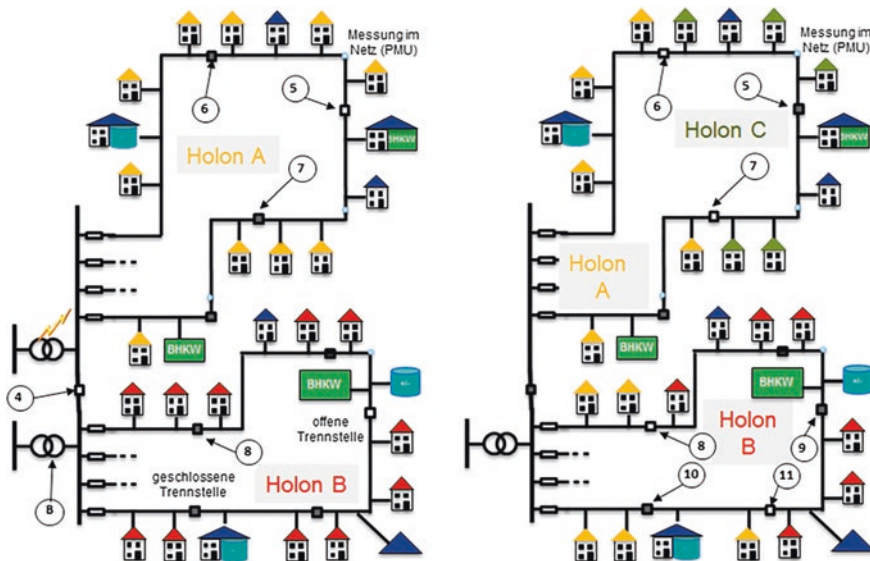 Messung im
Netz (PMU)
6
5
BHKW
Holon A
7
4
BHKW
BHKW
+/-
offene
Trennstelle
8
8
geschlossene
Trennstelle
Holon B
Messung im
Netz (PMU)
6
5
Holon C
BHKW
7
Holon
A
BHKW
BHKW
+/-
Holon
B
8
9
10
11